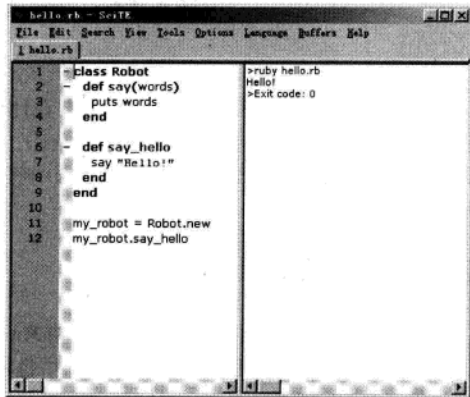 hello.rb - SciTE
File Edit Search View Tools Options Language Buffers Help
1 hello.rb
1 class Robot
2 def say(words)
3 puts words
4 end
5
6 def say_hello
7 say "Hello!"
8 end
9 end
10
11 my_robot = Robot.new
12 my_robot.say_hello
>ruby hello.rb
Hello!
>Exit code: 0